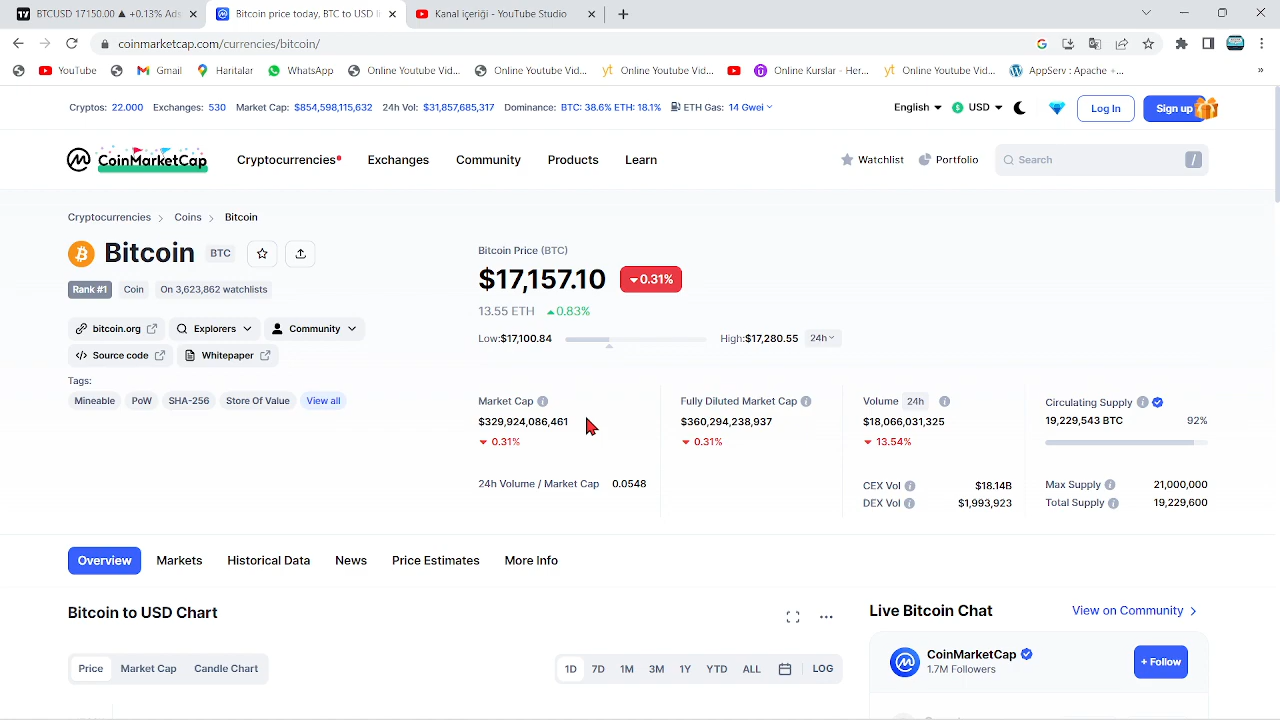 BTCUSD 17150.00 ▲ +0.13% Ads
Bitcoin price today, BTC to USD li
Kanal içeriği - YouTube Studio
coinmarketcap.com/currencies/bitcoin/
YouTube
Gmail
Haritalar
WhatsApp
Online Youtube Vid...
Online Youtube Vid...
Online Youtube Vid...
Online Kurslar - Her...
Online Youtube Vid...
AppServ : Apache +...
»
Cryptos: 22.000 Exchanges: 530 Market Cap: $854,598,115,632 24h Vol: $31,857,685,317 Dominance: BTC: 38.6% ETH: 18.1% ETH Gas: 14 Gwei
English USD Log In Sign up
CoinMarketCap Cryptocurrencies Exchanges Community Products Learn
Watchlist Portfolio Search /
Cryptocurrencies > Coins > Bitcoin
Bitcoin BTC
Rank #1 Coin On 3,623,862 watchlists
bitcoin.org Explorers Community
Source code Whitepaper
Tags:
Mineable PoW SHA-256 Store Of Value View all
Bitcoin Price (BTC)
$17,157.10 0.31%
13.55 ETH 0.83%
Low:$17,100.84 High:$17,280.55 24h
Market Cap
$329,924,086,461
0.31%
24h Volume / Market Cap 0.0548
Fully Diluted Market Cap
$360,294,238,937
0.31%
Volume 24h
$18,066,031,325
13.54%
CEX Vol $18.14B
DEX Vol $1,993,923
Circulating Supply
19,229,543 BTC 92%
Max Supply 21,000,000
Total Supply 19,229,600
Overview Markets Historical Data News Price Estimates More Info
Bitcoin to USD Chart
Price Market Cap Candle Chart
1D 7D 1M 3M 1Y YTD ALL LOG
Live Bitcoin Chat View on Community >
CoinMarketCap
1.7M Followers
+ Follow